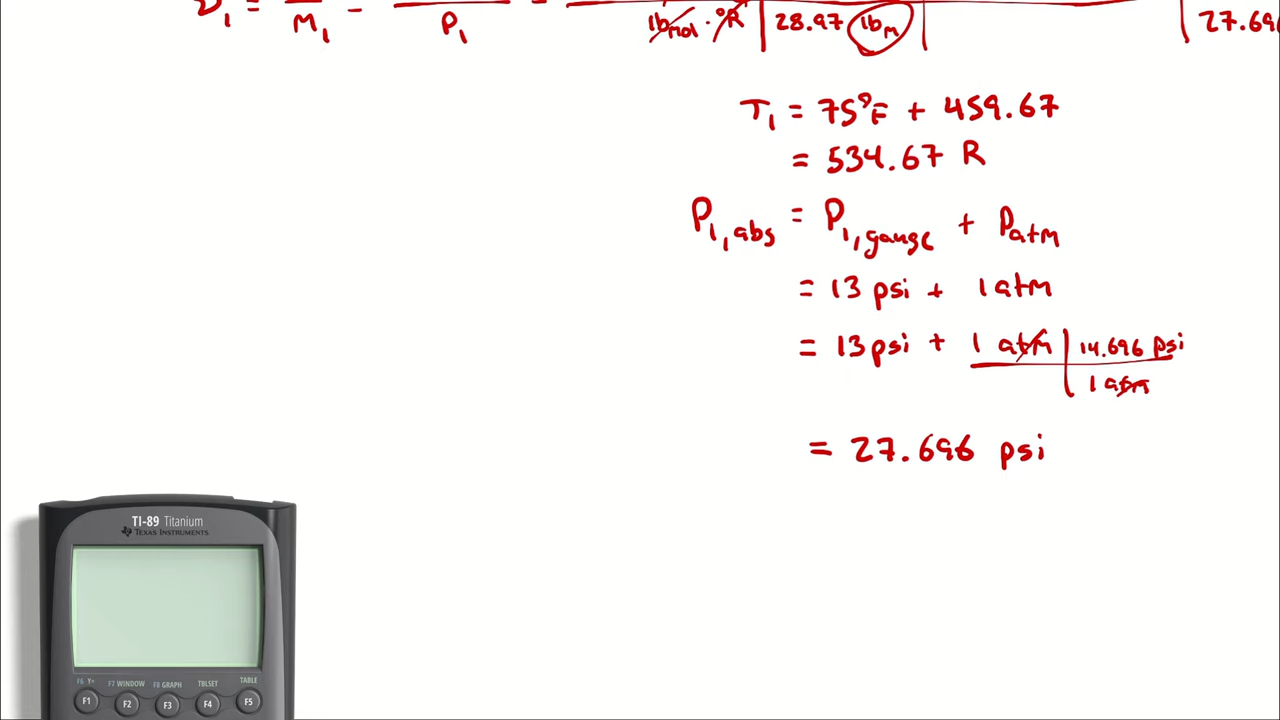 M₁ P₁ lbmol · °R | 28.97 lbm 27.696
T₁ = 75°F + 459.67
= 534.67 R
P₁,abs = P₁,gauge + Patm
= 13 psi + 1 atm
= 13 psi + 1 atm | 14.696 psi
1 atm
= 27.696 psi
TI-89 Titanium
TEXAS INSTRUMENTS
F6 Y= F7 WINDOW F8 GRAPH TBLSET TABLE
F1 F2 F3 F4 F5